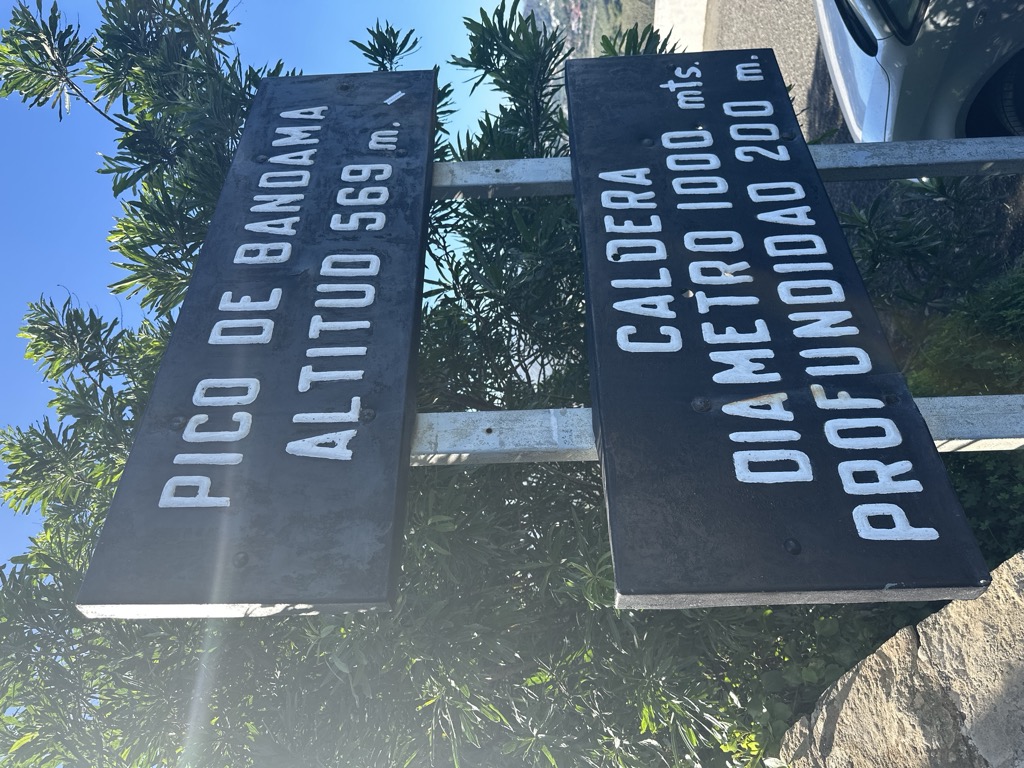 PICO DE BANDAMA
ALTITUD 569 m.
CALDERA
DIAMETRO 1000 mts.
PROFUNDIDAD 200 m.